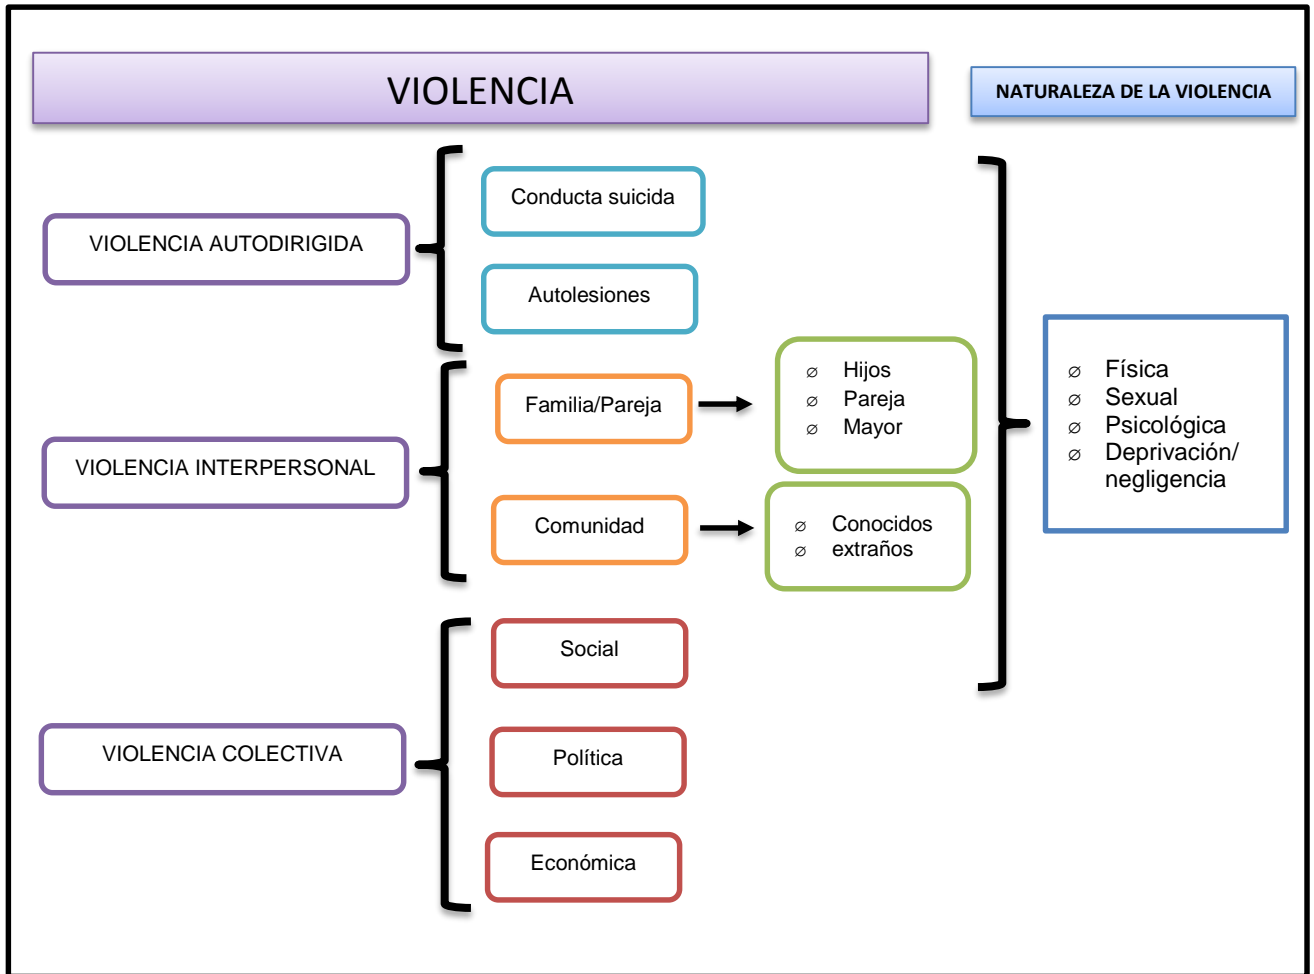 VIOLENCIA
NATURALEZA DE LA VIOLENCIA
VIOLENCIA AUTODIRIGIDA
Conducta suicida
Autolesiones
VIOLENCIA INTERPERSONAL
Familia/Pareja
Ø Hijos
Ø Pareja
Ø Mayor
Comunidad
Ø Conocidos
Ø extraños
VIOLENCIA COLECTIVA
Social
Política
Económica
Ø Física
Ø Sexual
Ø Psicológica
Ø Deprivación/
negligencia